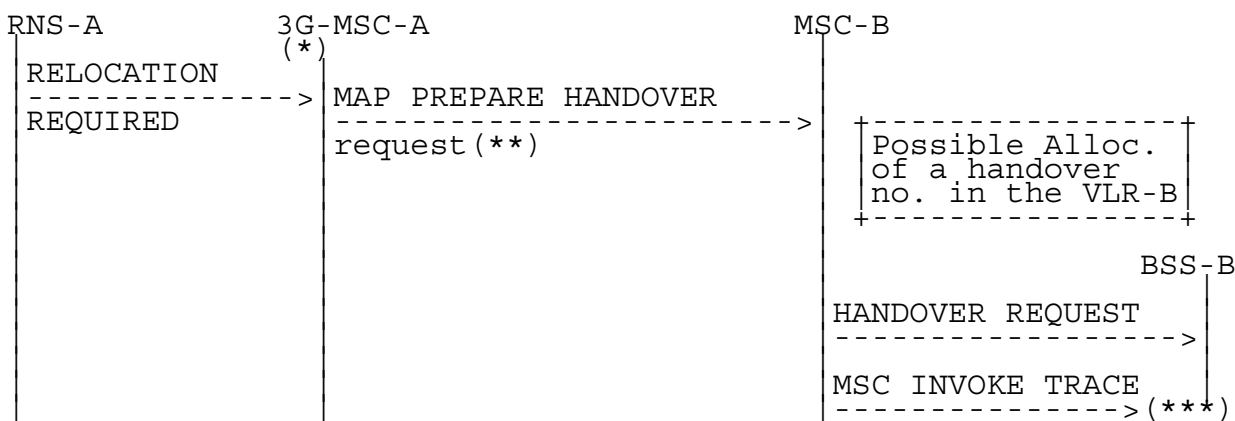 RNS-A 3G-MSC-A MSC-B
(*)
RELOCATION
-------------->
REQUIRED
MAP PREPARE HANDOVER
------------------------>
request(**)
+----------------+
Possible Alloc.
of a handover
no. in the VLR-B
+----------------+
BSS-B
HANDOVER REQUEST
------------------>
MSC INVOKE TRACE
--------------->(***)